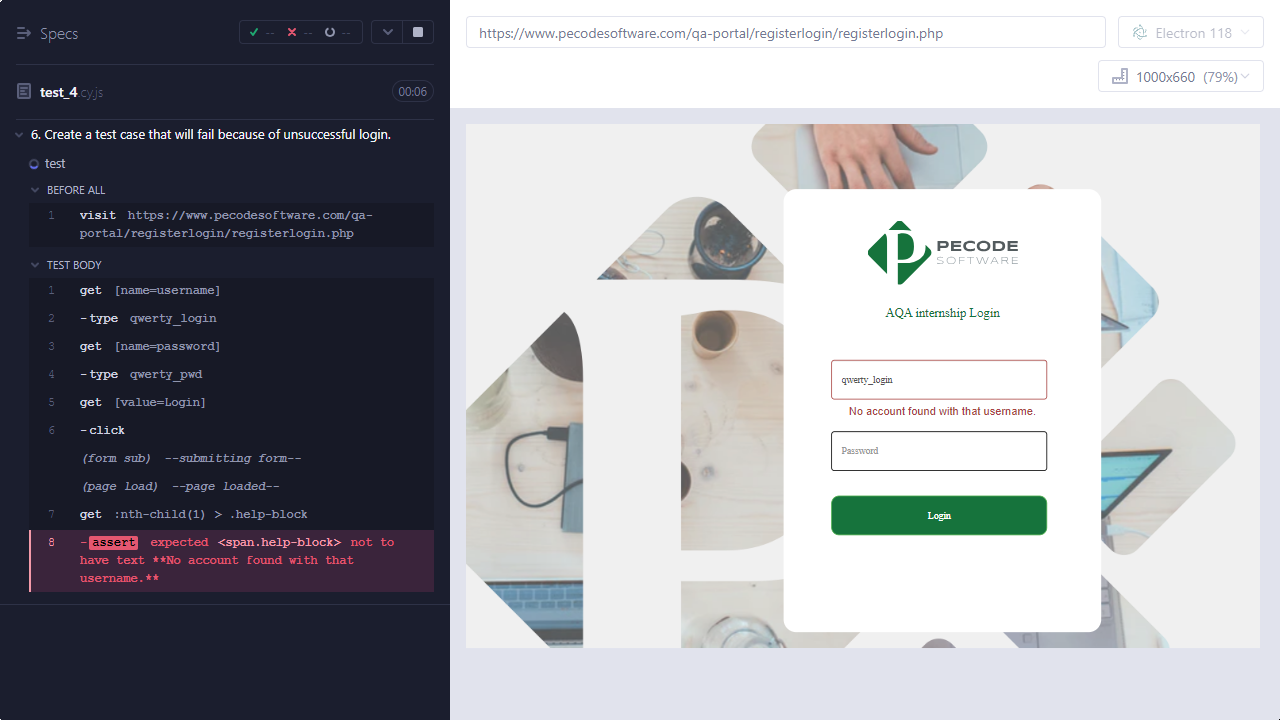 Specs
-- -- --
test_4.cy.js
00:06
6. Create a test case that will fail because of unsuccessful login.
test
BEFORE ALL
1 visit https://www.pecodesoftware.com/qa-
portal/registerlogin/registerlogin.php
TEST BODY
1 get [name=username]
2 -type qwerty_login
3 get [name=password]
4 -type qwerty_pwd
5 get [value=Login]
6 -click
(form sub) --submitting form--
(page load) --page loaded--
7 get :nth-child(1) > .help-block
8 -assert expected <span.help-block> not to
have text **No account found with that
username.**
https://www.pecodesoftware.com/qa-portal/registerlogin/registerlogin.php
Electron 118
1000x660 (79%)
PECODE
SOFTWARE
AQA internship Login
qwerty_login
No account found with that username.
Password
Login